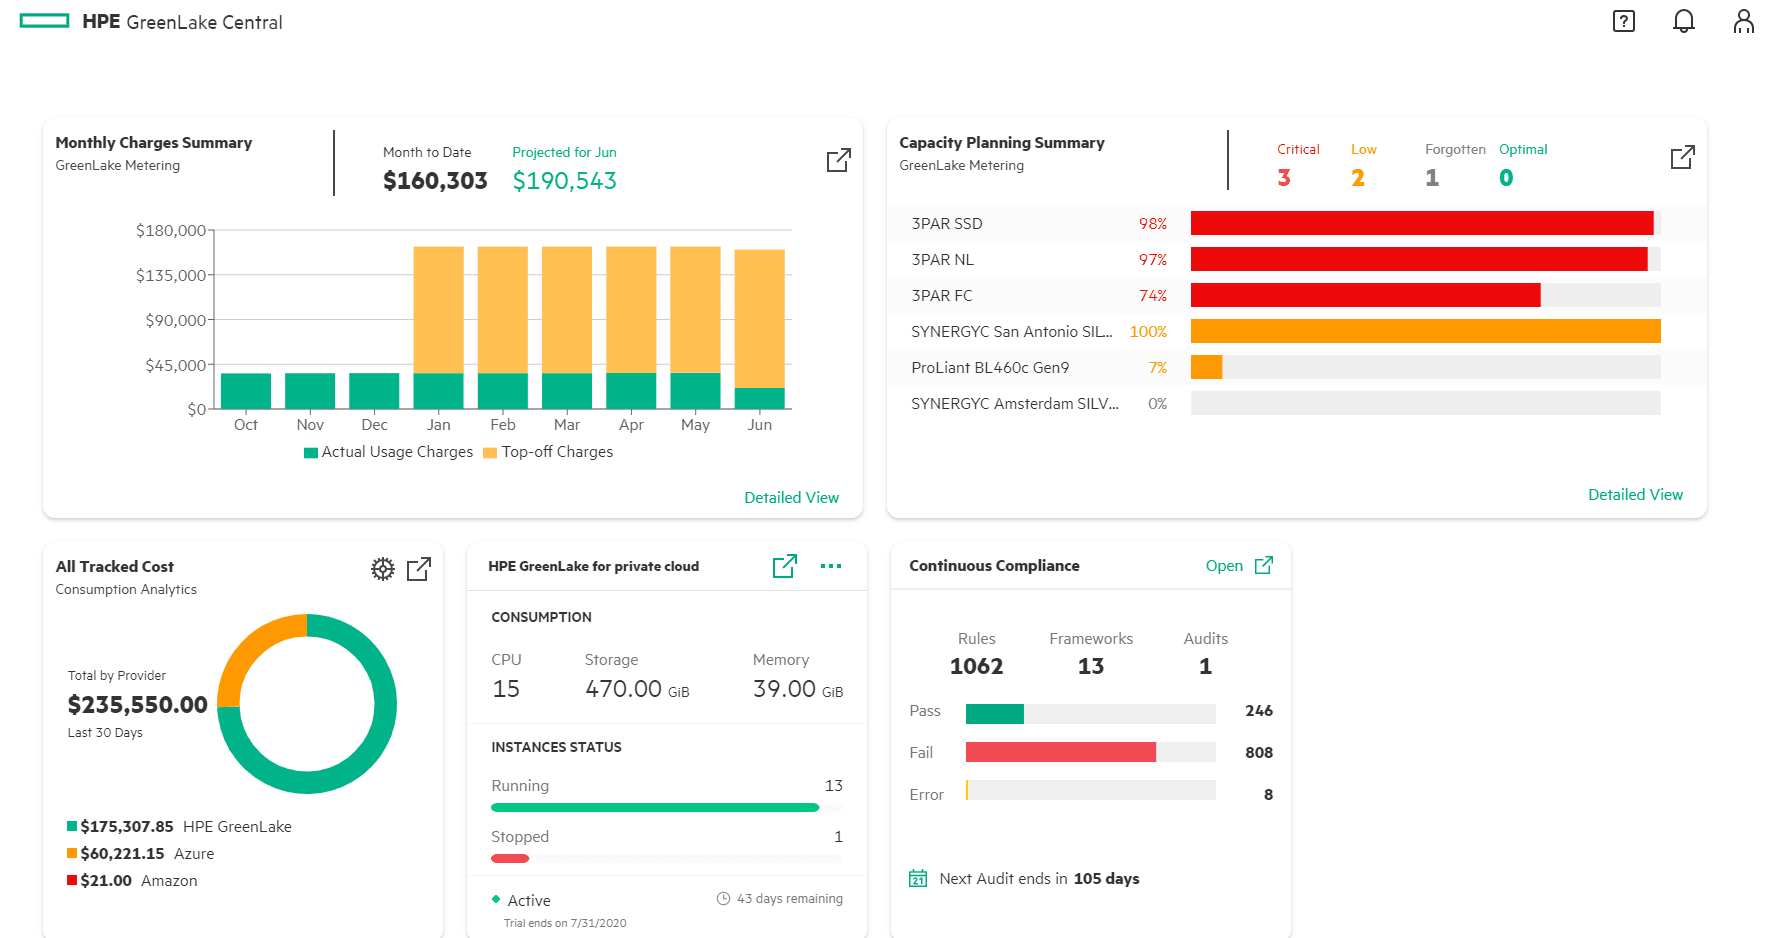 HPE GreenLake Central
?
Monthly Charges Summary
GreenLake Metering
Month to Date
$160,303
Projected for Jun
$190,543
$180,000
$135,000
$90,000
$45,000
$0
Oct Nov Dec Jan Feb Mar Apr May Jun
Actual Usage Charges Top-off Charges
Detailed View
Capacity Planning Summary
GreenLake Metering
Critical Low Forgotten Optimal
3 2 1 0
3PAR SSD 98%
3PAR NL 97%
3PAR FC 74%
SYNERGYC San Antonio SIL... 100%
ProLiant BL460c Gen9 7%
SYNERGYC Amsterdam SILV... 0%
Detailed View
All Tracked Cost
Consumption Analytics
Total by Provider
$235,550.00
Last 30 Days
$175,307.85 HPE GreenLake
$60,221.15 Azure
$21.00 Amazon
HPE GreenLake for private cloud
CONSUMPTION
CPU Storage Memory
15 470.00 GiB 39.00 GiB
INSTANCES STATUS
Running 13
Stopped 1
Active 43 days remaining
Trial ends on 7/31/2020
Continuous Compliance Open
Rules Frameworks Audits
1062 13 1
Pass 246
Fail 808
Error 8
21 Next Audit ends in 105 days